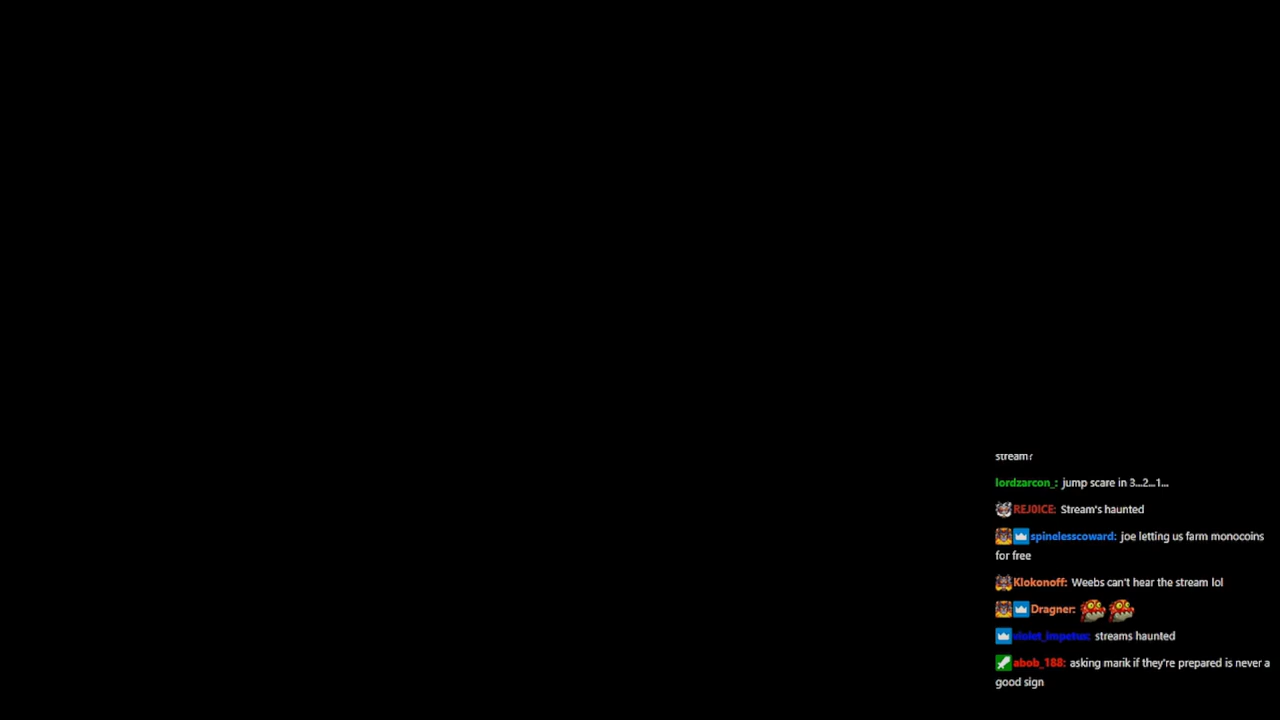 stream?
lordzarcon_: jump scare in 3...2...1...
REJ0ICE: Stream's haunted
spinelesscoward: joe letting us farm monocoins
for free
Klokonoff: Weebs can't hear the stream lol
Dragner:
violet_impetus: streams haunted
abob_188: asking marik if they're prepared is never a
good sign